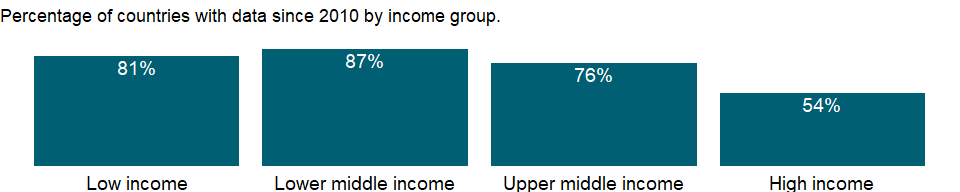 Percentage of countries with data since 2010 by income group.
81%
87%
76%
54%
Low income
Lower middle income
Upper middle income
High income